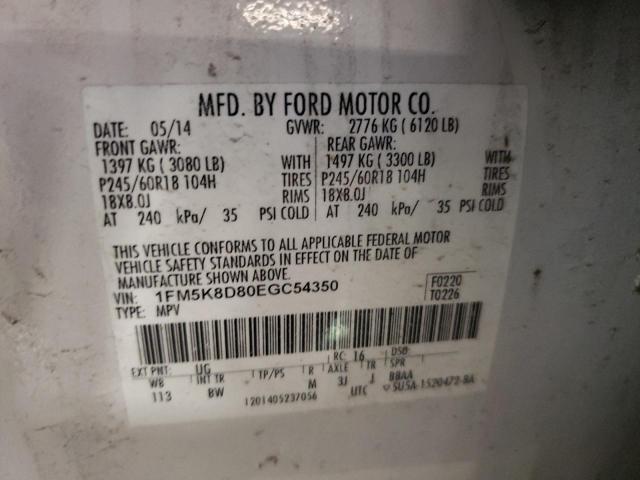 MFD. BY FORD MOTOR CO.
DATE: 05/14 GVWR: 2776 KG ( 6120 LB)
FRONT GAWR: REAR GAWR:
1397 KG ( 3080 LB) WITH 1497 KG ( 3300 LB) WITH
P245/60R18 104H TIRES P245/60R18 104H TIRES
18X8.0J RIMS 18X8.0J RIMS
AT 240 kPa/ 35 PSI COLD AT 240 kPa/ 35 PSI COLD
THIS VEHICLE CONFORMS TO ALL APPLICABLE FEDERAL MOTOR
VEHICLE SAFETY STANDARDS IN EFFECT ON THE DATE OF
MANUFACTURE SHOWN ABOVE.
VIN: 1FM5K8D80EGC54350 F0220
TYPE: MPV T0226
EXT PNT: UG RC: 16 DSO:
WB INT TR TP/PS R AXLE TR SPR
113 BW M 3J J BBAA
1201405237056 UTC 5U5A-1520472-BA